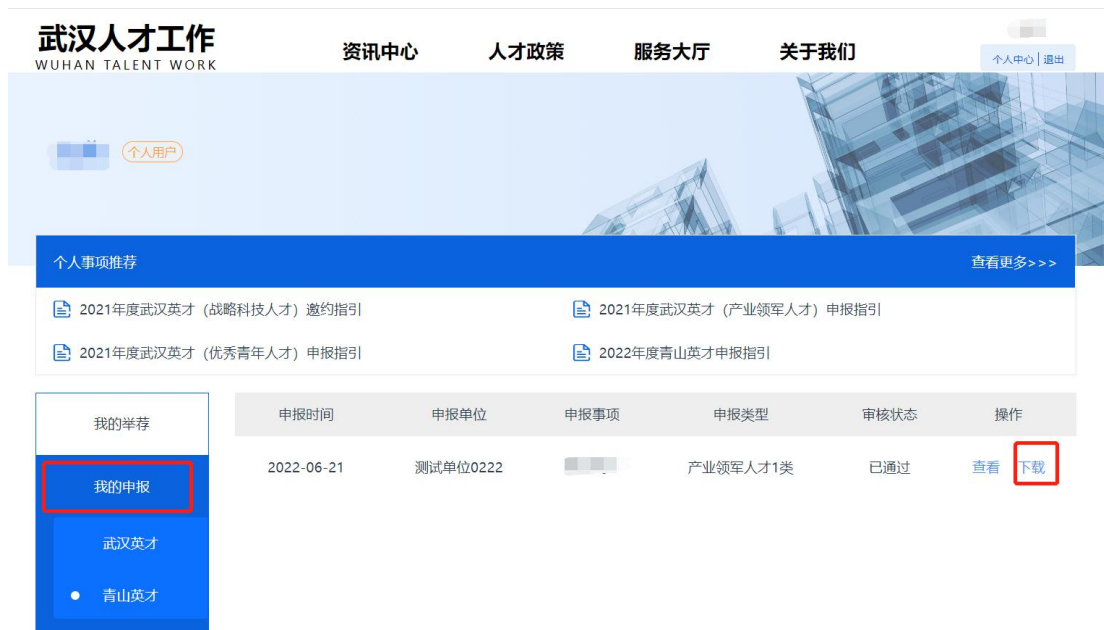 武汉人才工作
WUHAN TALENT WORK
资讯中心 人才政策 服务大厅 关于我们
个人中心 | 退出
个人用户
个人事项推荐 查看更多>>>
2021年度武汉英才（战略科技人才）邀约指引 2021年度武汉英才（产业领军人才）申报指引
2021年度武汉英才（优秀青年人才）申报指引 2022年度青山英才申报指引
我的举荐
申报时间 申报单位 申报事项 申报类型 审核状态 操作
2022-06-21 测试单位0222 产业领军人才1类 已通过 查看 下载
我的申报
武汉英才
青山英才